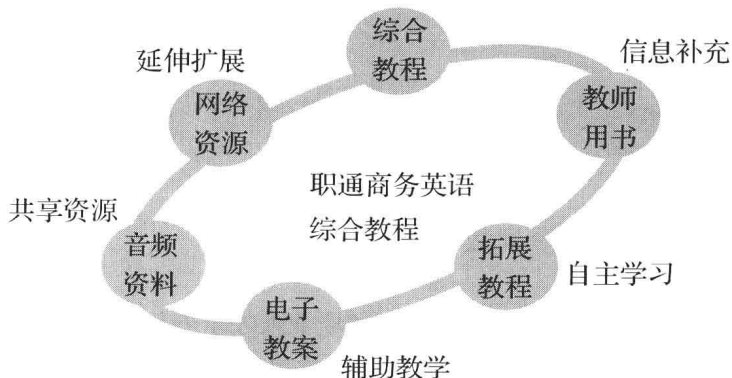 综合
教程
延伸扩展
信息补充
网络
资源
教师
用书
职通商务英语
综合教程
共享资源
音频
资料
拓展
教程
自主学习
电子
教案
辅助教学